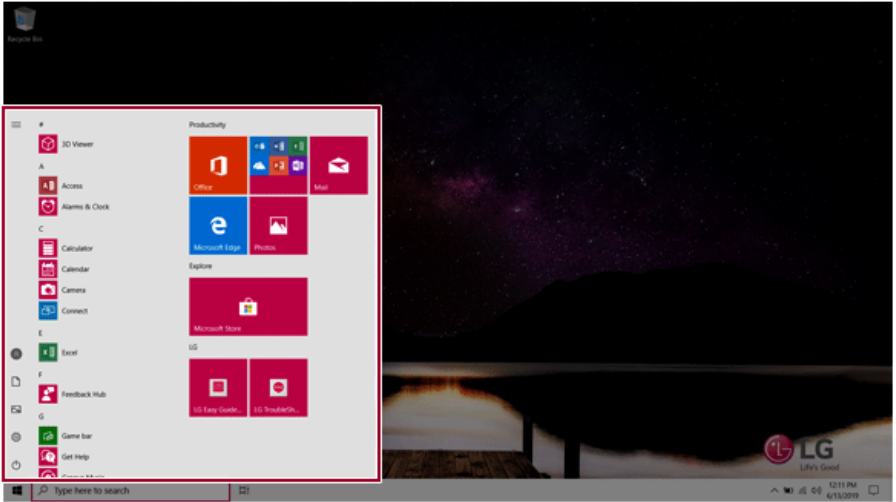 Recycle Bin
#
3D Viewer
A
Access
Alarms & Clock
C
Calculator
Calendar
Camera
Connect
E
Excel
F
Feedback Hub
G
Game bar
Get Help
Groove Music
Productivity
Office
Mail
Microsoft Edge
Photos
Explore
Microsoft Store
LG
LG Easy Guide...
LG TroubleSh...
LG
Life's Good
Type here to search
12:11 PM
6/13/2019